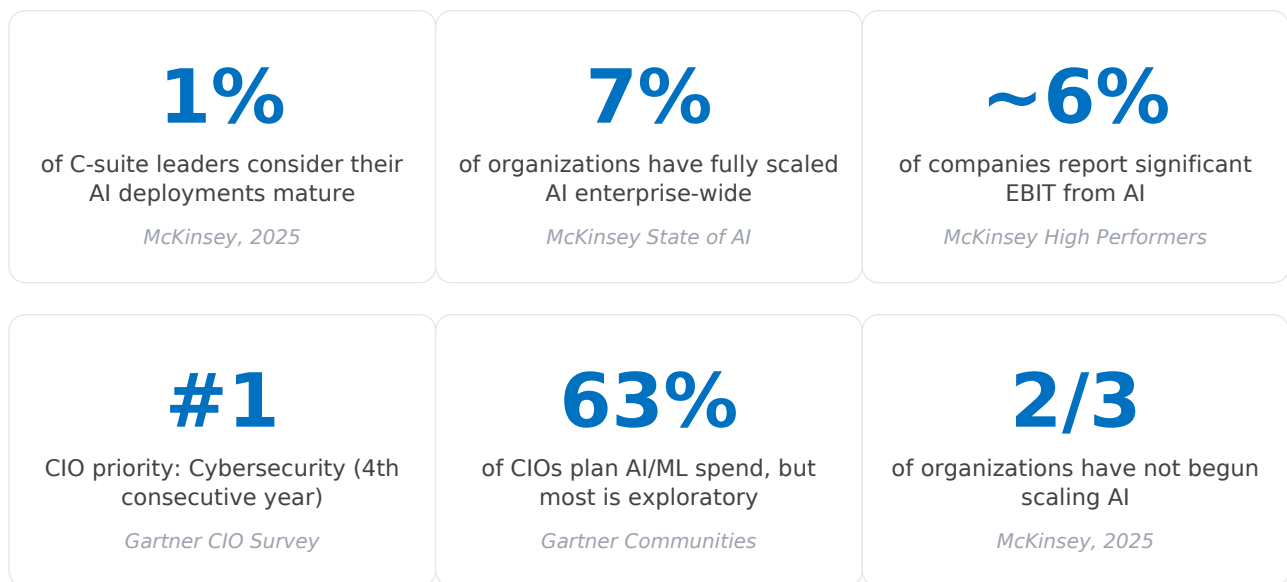 1%
of C-suite leaders consider their
AI deployments mature
McKinsey, 2025
7%
of organizations have fully scaled
AI enterprise-wide
McKinsey State of AI
~6%
of companies report significant
EBIT from AI
McKinsey High Performers
#1
CIO priority: Cybersecurity (4th
consecutive year)
Gartner CIO Survey
63%
of CIOs plan AI/ML spend, but
most is exploratory
Gartner Communities
2/3
of organizations have not begun
scaling AI
McKinsey, 2025